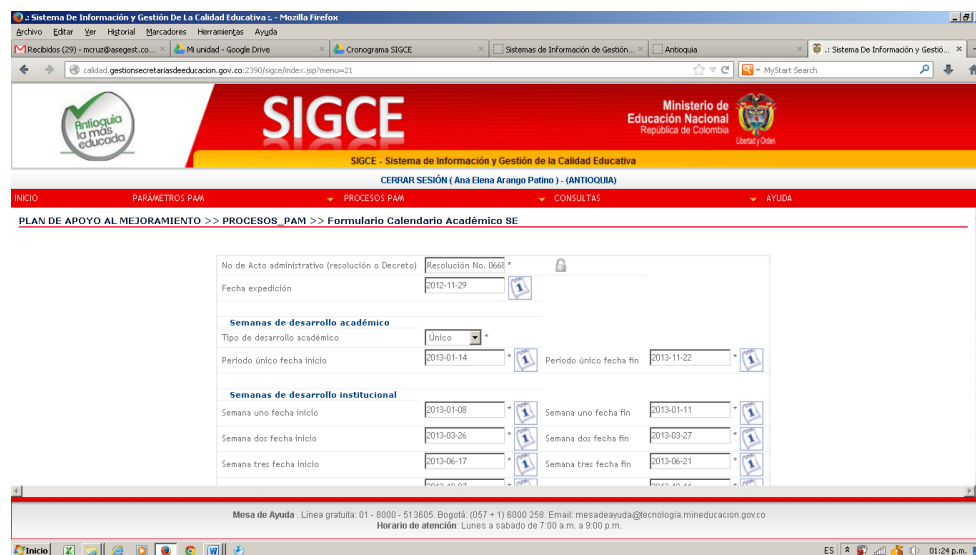 .: Sistema De Información y Gestión De La Calidad Educativa :. - Mozilla Firefox
Archivo Editar Ver Historial Marcadores Herramientas Ayuda
Recibidos (29) - mcruz@asegest.co... × Mi unidad - Google Drive × Cronograma SIGCE × Sistemas de Información de Gestión... × Antioquia × .: Sistema De Información y Gestió... ×
calidad.gestionsecretariasdeeducacion.gov.co:2390/sigce/index.jsp?menu=21 MyStart Search
Antioquia la más educada
SIGCE
Ministerio de
Educación Nacional
República de Colombia
Libertad y Orden
SIGCE - Sistema de Información y Gestión de la Calidad Educativa
CERRAR SESIÓN ( Ana Elena Arango Patino ) - (ANTIOQUIA)
INICIO PARÁMETROS PAM PROCESOS PAM CONSULTAS AYUDA
PLAN DE APOYO AL MEJORAMIENTO >> PROCESOS_PAM >> Formulario Calendario Académico SE
No de Acto administrativo (resolución o Decreto) Resolución No. 0668 *
Fecha expedición 2012-11-29
Semanas de desarrollo académico
Tipo de desarrollo académico Único *
Periodo único fecha inicio 2013-01-14 * Periodo único fecha fin 2013-11-22 *
Semanas de desarrollo institucional
Semana uno fecha inicio 2013-01-08 * Semana uno fecha fin 2013-01-11 *
Semana dos fecha inicio 2013-03-26 * Semana dos fecha fin 2013-03-27 *
Semana tres fecha inicio 2013-06-17 * Semana tres fecha fin 2013-06-21 *
Mesa de Ayuda . Línea gratuita: 01 - 8000 - 513605. Bogotá: (057 + 1) 6000 258. Email: mesadeayuda@tecnologia.mineducacion.gov.co
Horario de atención: Lunes a sabado de 7:00 a.m. a 9:00 p.m.
Inicio ES 01:24 p.m.